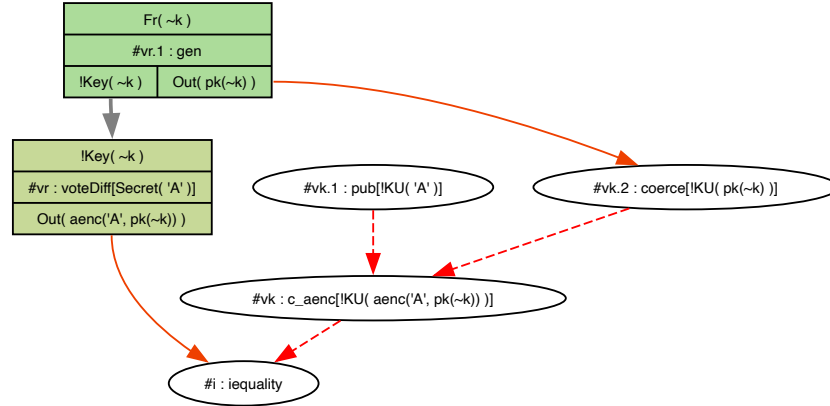 Fr( ~k )
#vr.1 : gen
!Key( ~k ) Out( pk(~k) )
!Key( ~k )
#vr : voteDiff[Secret( 'A' )]
Out( aenc('A', pk(~k)) )
#vk.1 : pub[!KU( 'A' )]
#vk.2 : coerce[!KU( pk(~k) )]
#vk : c_aenc[!KU( aenc('A', pk(~k)) )]
#i : iequality